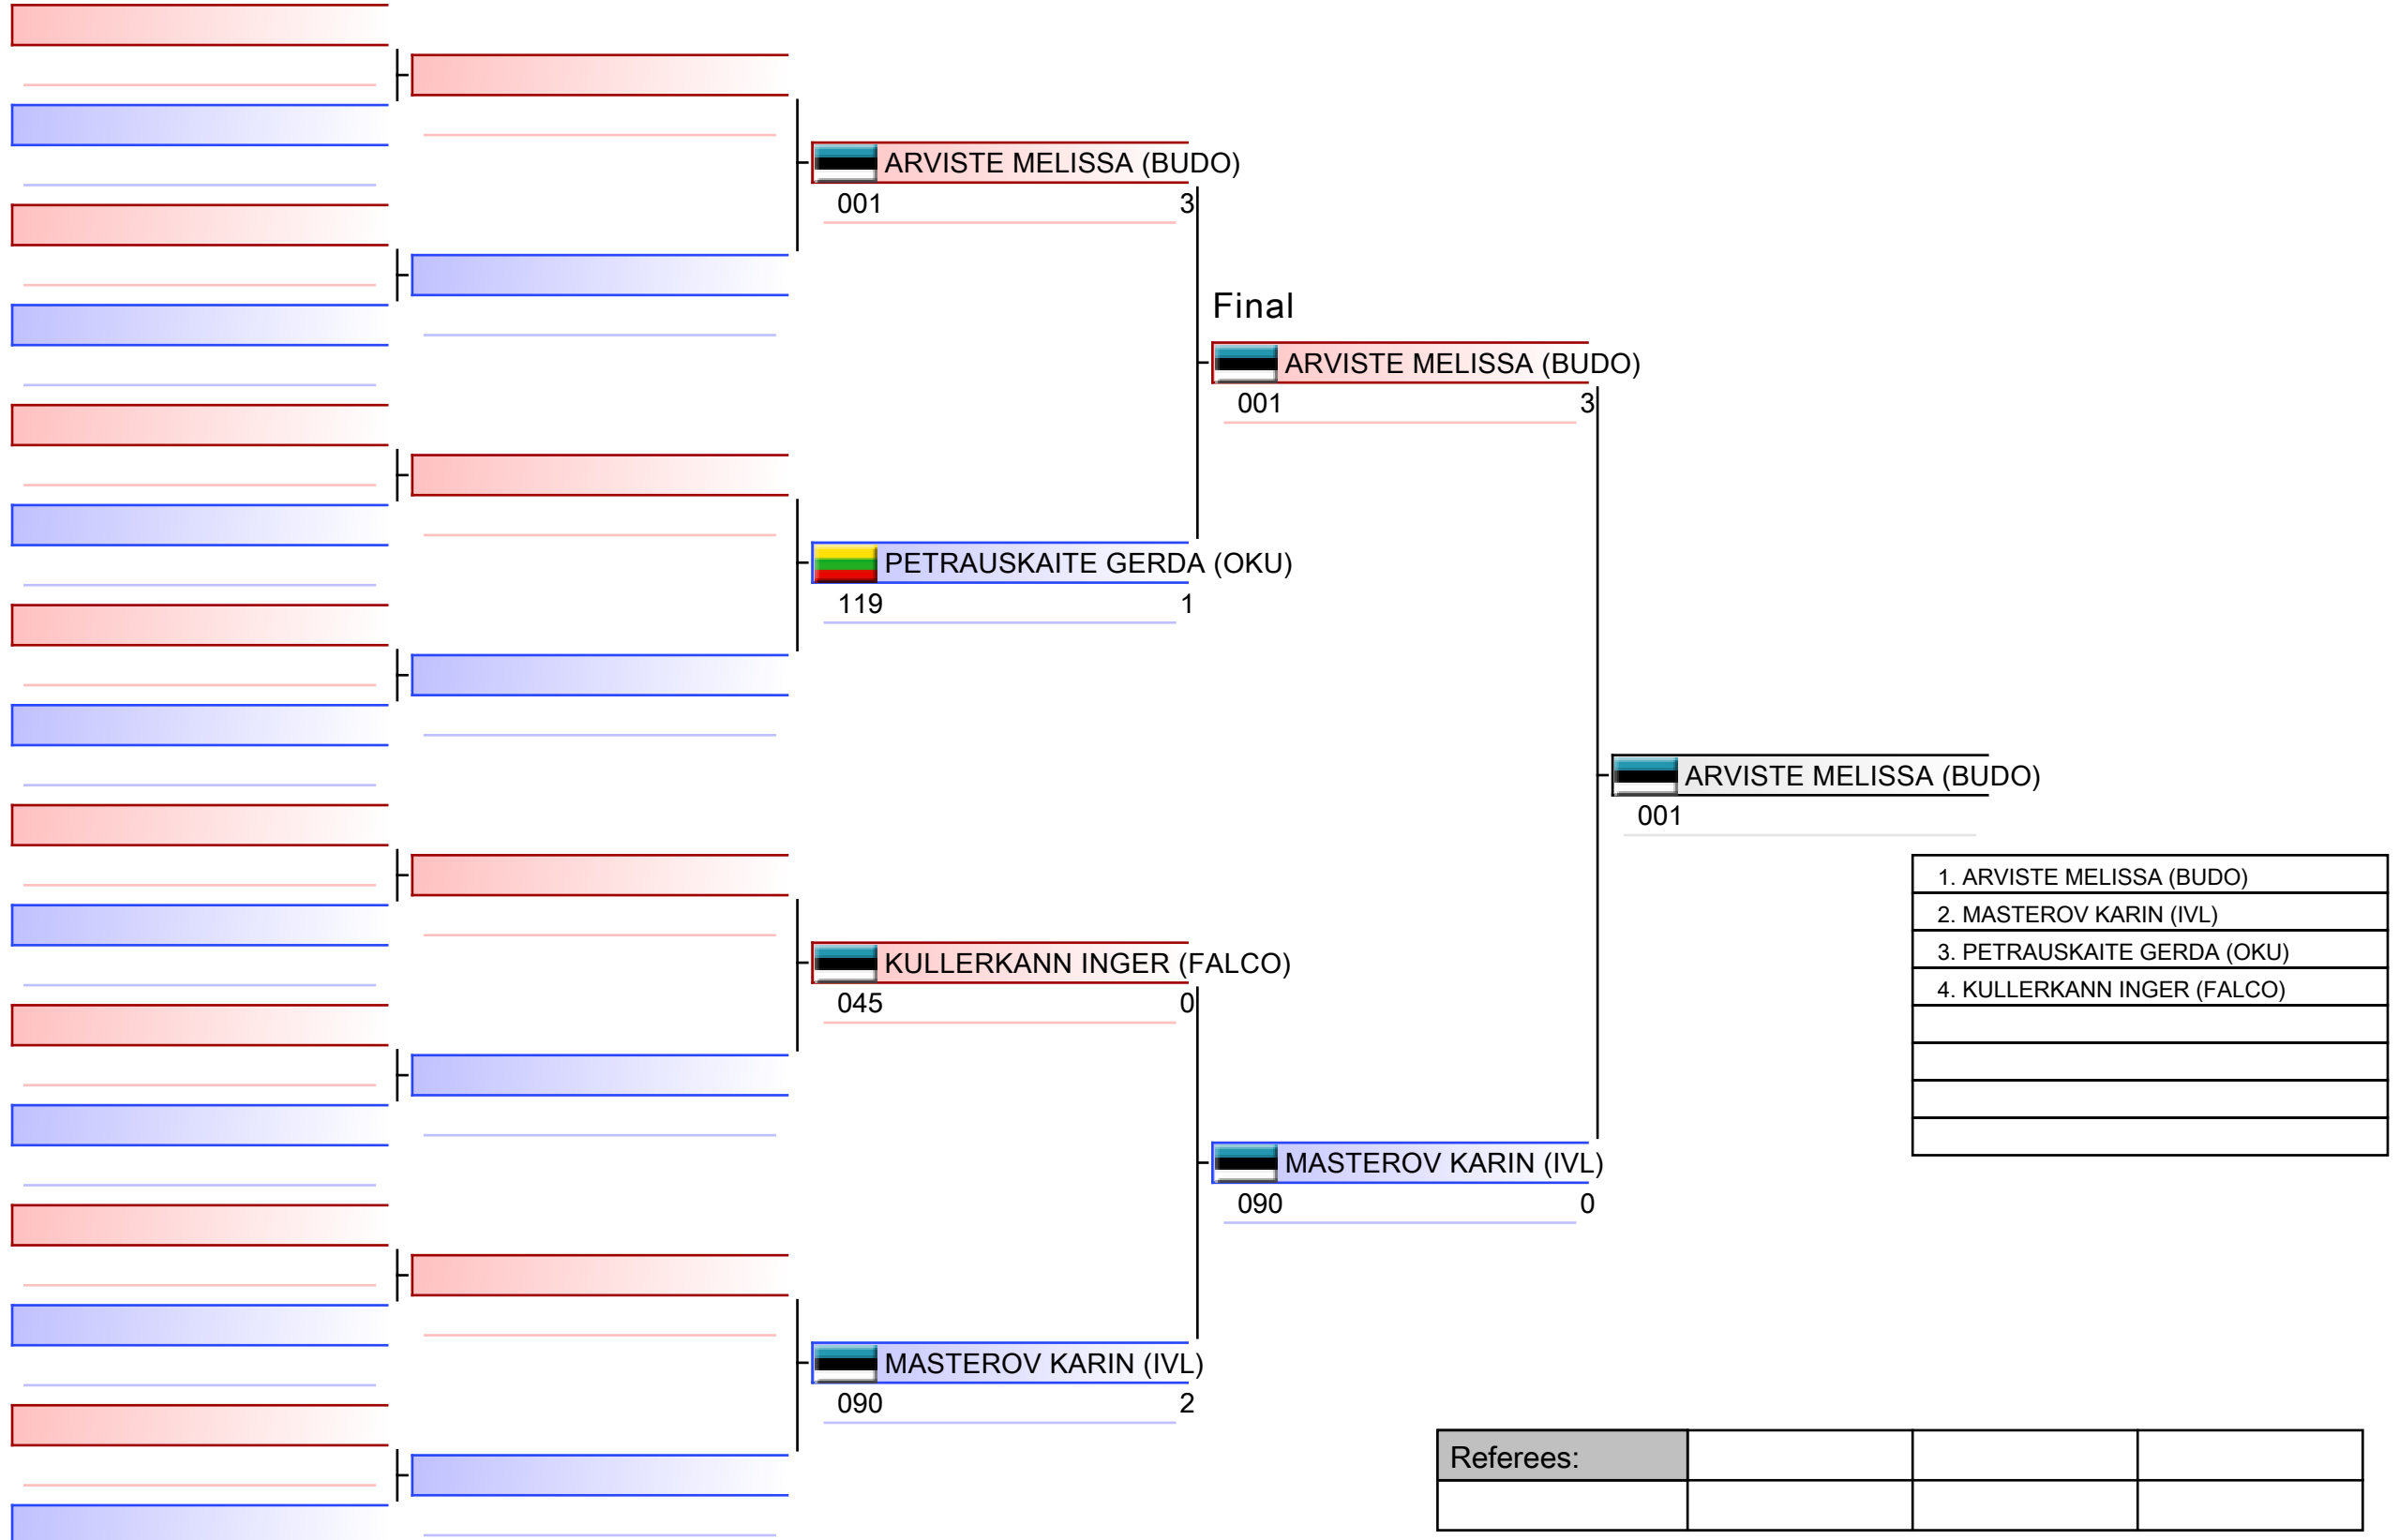 ARVISTE MELISSA (BUDO)
001 3
Final
ARVISTE MELISSA (BUDO)
001 3
PETRAUSKAITE GERDA (OKU)
119 1
ARVISTE MELISSA (BUDO)
001
1. ARVISTE MELISSA (BUDO)
2. MASTEROV KARIN (IVL)
3. PETRAUSKAITE GERDA (OKU)
4. KULLERKANN INGER (FALCO)
KULLERKANN INGER (FALCO)
045 0
MASTEROV KARIN (IVL)
090 0
MASTEROV KARIN (IVL)
090 2
Referees: